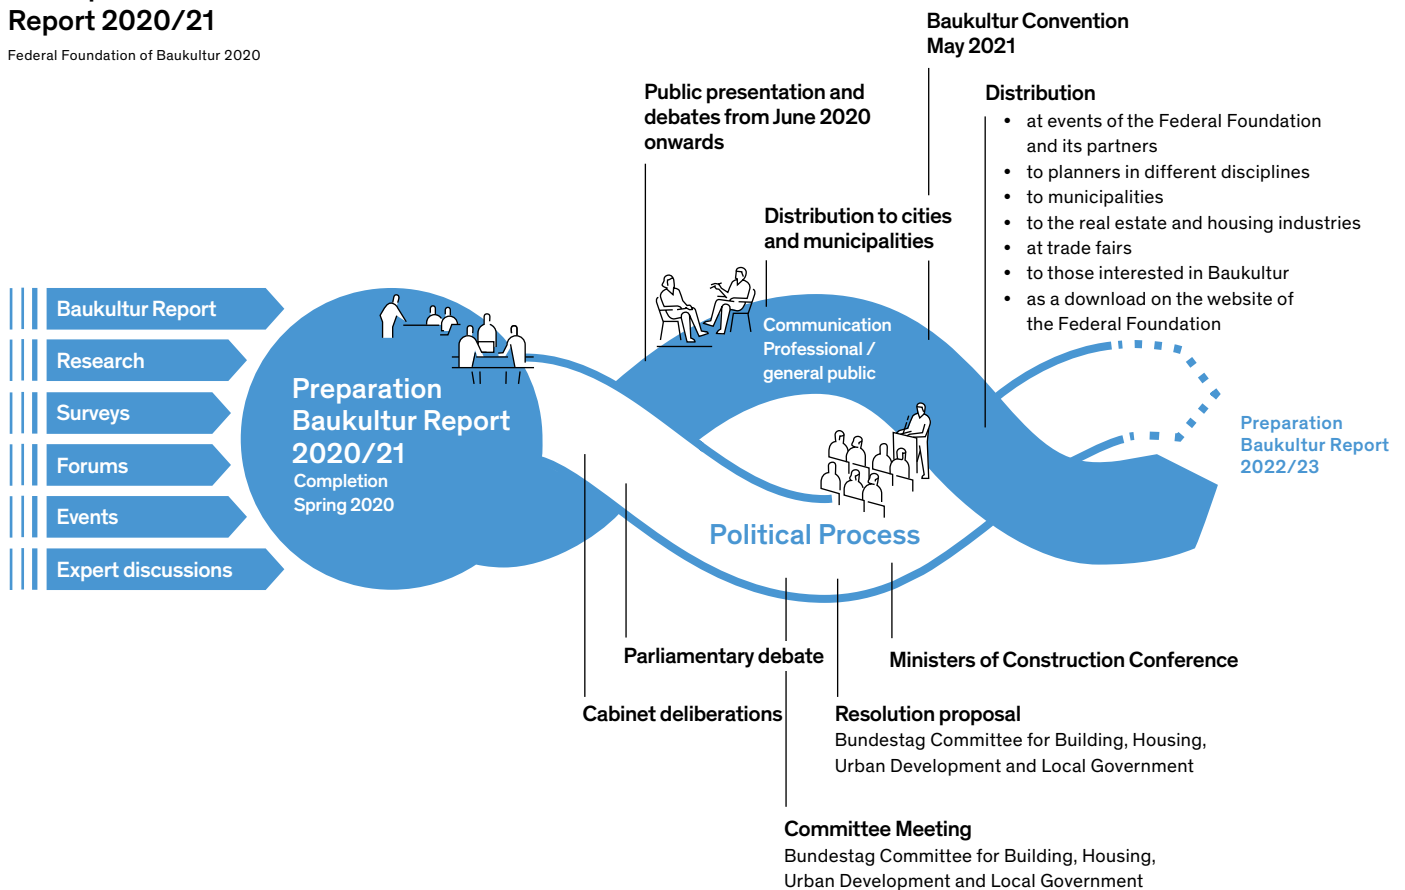 Report 2020/21
Federal Foundation of Baukultur 2020
Baukultur Convention
May 2021
Public presentation and
debates from June 2020
onwards
Distribution
• at events of the Federal Foundation
and its partners
• to planners in different disciplines
• to municipalities
• to the real estate and housing industries
• at trade fairs
• to those interested in Baukultur
• as a download on the website of
the Federal Foundation
Distribution to cities
and municipalities
Baukultur Report
Research
Surveys
Forums
Events
Expert discussions
Preparation
Baukultur Report
2020/21
Completion
Spring 2020
Communication
Professional /
general public
Political Process
Preparation
Baukultur Report
2022/23
Parliamentary debate
Ministers of Construction Conference
Cabinet deliberations
Resolution proposal
Bundestag Committee for Building, Housing,
Urban Development and Local Government
Committee Meeting
Bundestag Committee for Building, Housing,
Urban Development and Local Government